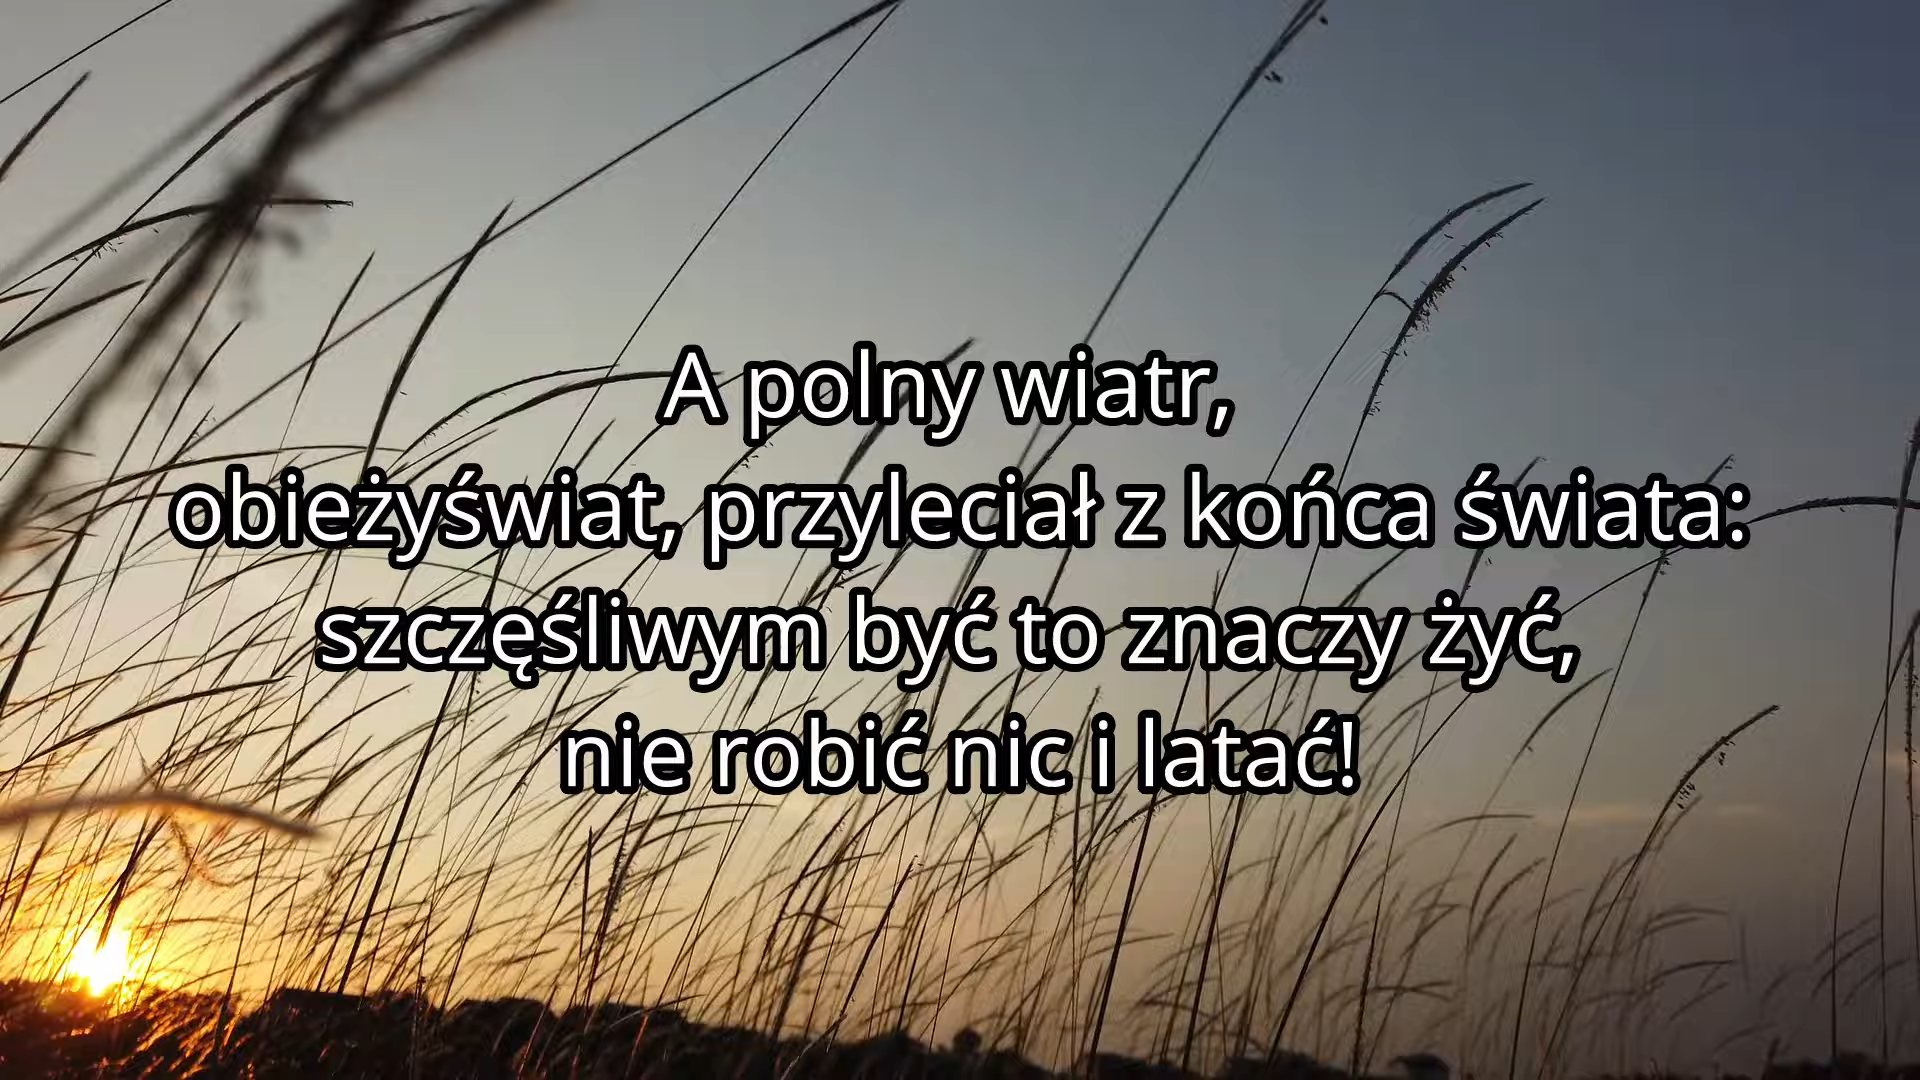 A polny wiatr,
obieżyświat, przyleciał z końca świata:
szczęśliwym być to znaczy żyć,
nie robić nic i latać!